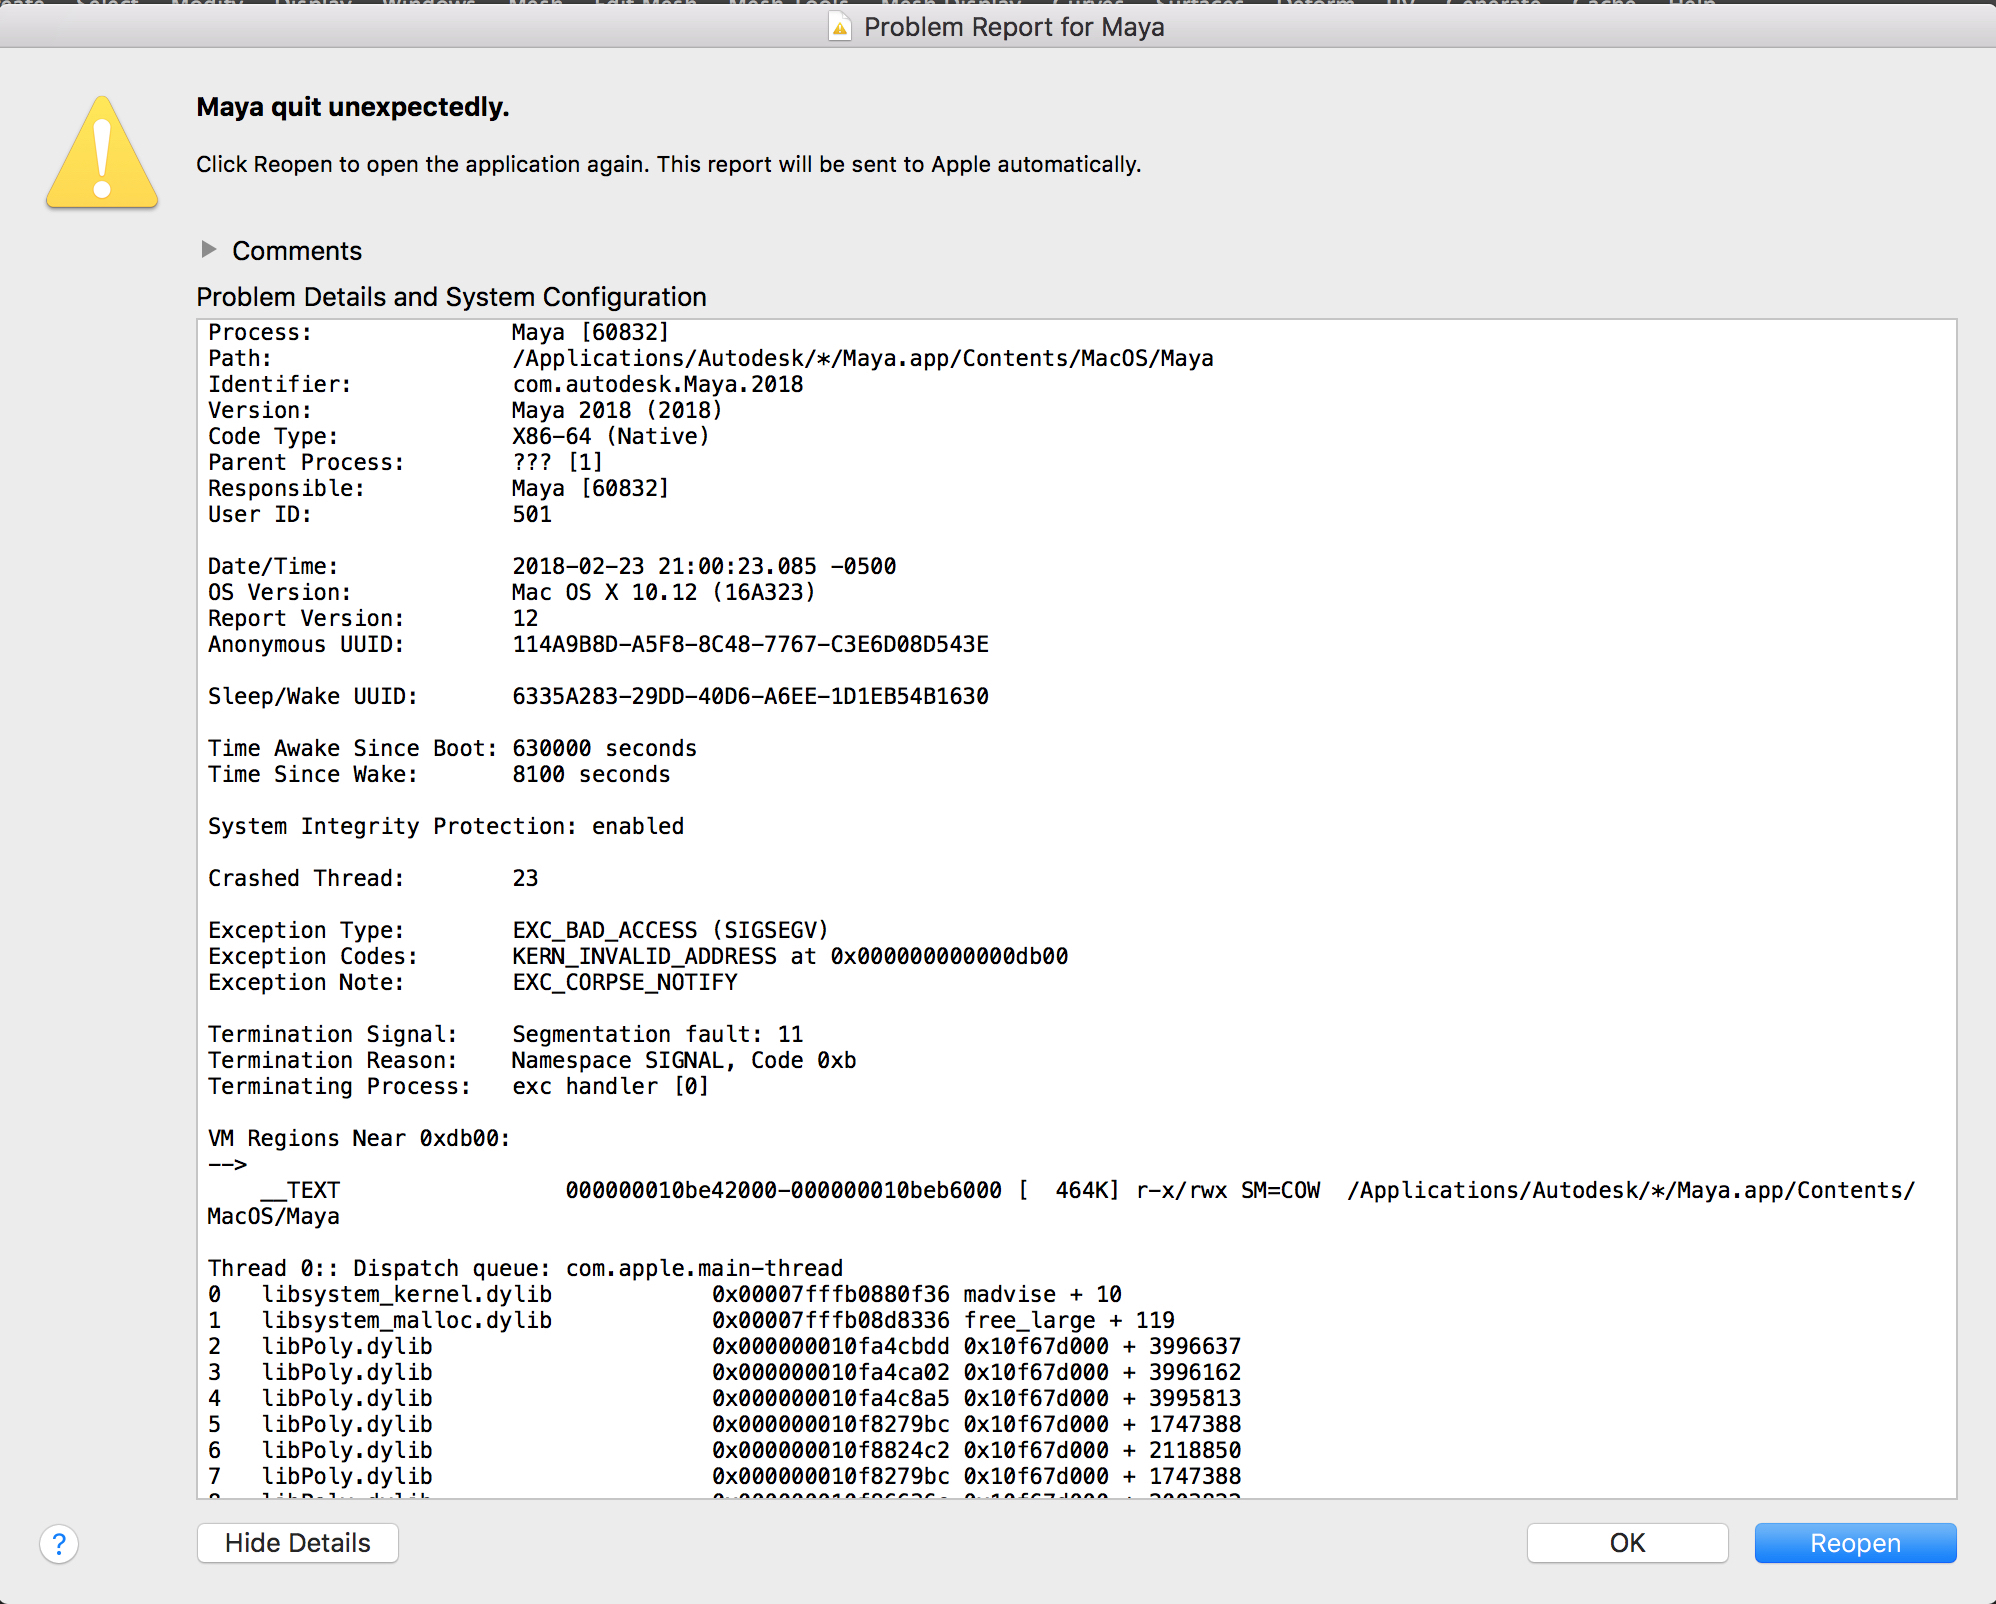 Problem Report for Maya
Maya quit unexpectedly.
Click Reopen to open the application again. This report will be sent to Apple automatically.
Comments
Problem Details and System Configuration
Process: Maya [60832]
Path: /Applications/Autodesk/*/Maya.app/Contents/MacOS/Maya
Identifier: com.autodesk.Maya.2018
Version: Maya 2018 (2018)
Code Type: X86-64 (Native)
Parent Process: ??? [1]
Responsible: Maya [60832]
User ID: 501
Date/Time: 2018-02-23 21:00:23.085 -0500
OS Version: Mac OS X 10.12 (16A323)
Report Version: 12
Anonymous UUID: 114A9B8D-A5F8-8C48-7767-C3E6D08D543E
Sleep/Wake UUID: 6335A283-29DD-40D6-A6EE-1D1EB54B1630
Time Awake Since Boot: 630000 seconds
Time Since Wake: 8100 seconds
System Integrity Protection: enabled
Crashed Thread: 23
Exception Type: EXC_BAD_ACCESS (SIGSEGV)
Exception Codes: KERN_INVALID_ADDRESS at 0x000000000000db00
Exception Note: EXC_CORPSE_NOTIFY
Termination Signal: Segmentation fault: 11
Termination Reason: Namespace SIGNAL, Code 0xb
Terminating Process: exc handler [0]
VM Regions Near 0xdb00:
-->
__TEXT 000000010be42000-000000010beb6000 [ 464K] r-x/rwx SM=COW /Applications/Autodesk/*/Maya.app/Contents/
MacOS/Maya
Thread 0:: Dispatch queue: com.apple.main-thread
0 libsystem_kernel.dylib 0x00007fffb0880f36 madvise + 10
1 libsystem_malloc.dylib 0x00007fffb08d8336 free_large + 119
2 libPoly.dylib 0x000000010fa4cbdd 0x10f67d000 + 3996637
3 libPoly.dylib 0x000000010fa4ca02 0x10f67d000 + 3996162
4 libPoly.dylib 0x000000010fa4c8a5 0x10f67d000 + 3995813
5 libPoly.dylib 0x000000010f8279bc 0x10f67d000 + 1747388
6 libPoly.dylib 0x000000010f8824c2 0x10f67d000 + 2118850
7 libPoly.dylib 0x000000010f8279bc 0x10f67d000 + 1747388
?
Hide Details
OK
Reopen